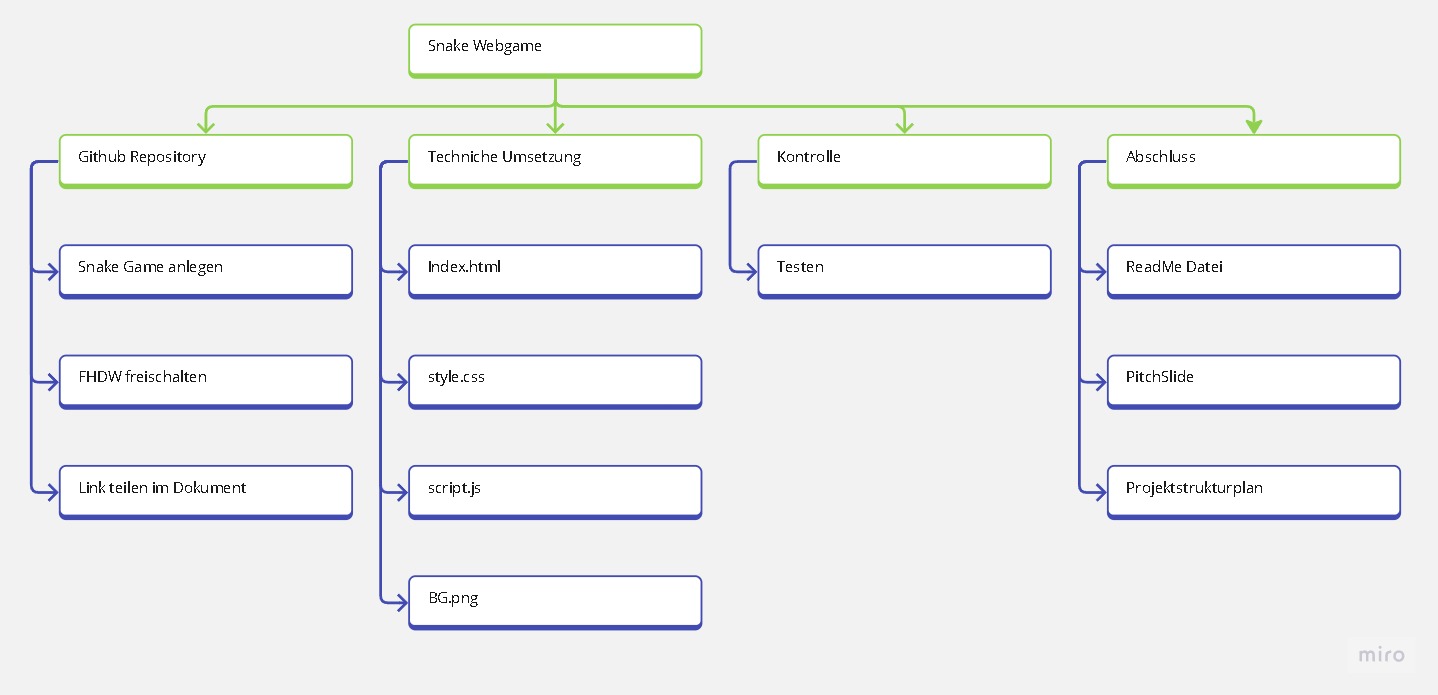 Snake Webgame
Github Repository
Techniche Umsetzung
Kontrolle
Abschluss
Snake Game anlegen
Index.html
Testen
ReadMe Datei
FHDW freischalten
style.css
PitchSlide
Link teilen im Dokument
script.js
Projektstrukturplan
BG.png
miro